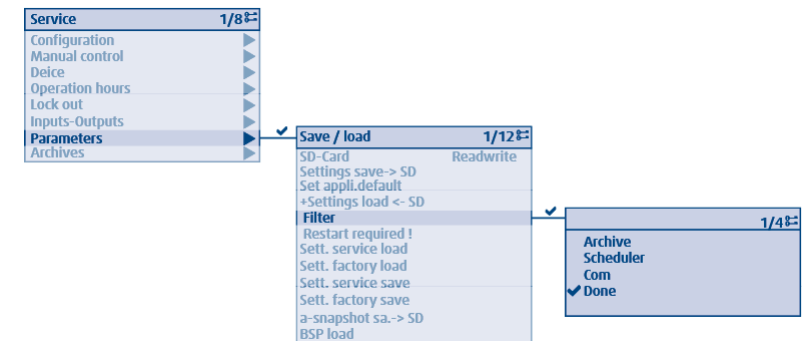 Service 1/8
Configuration
Manual control
Deice
Operation hours
Lock out
Inputs-Outputs
Parameters
Archives
Save / load 1/12
SD-Card Readwrite
Settings save-> SD
Set appli.default
+Settings load <- SD
Filter
Restart required !
Sett. service load
Sett. factory load
Sett. service save
Sett. factory save
a-snapshot sa.-> SD
BSP load
1/4
Archive
Scheduler
Com
Done